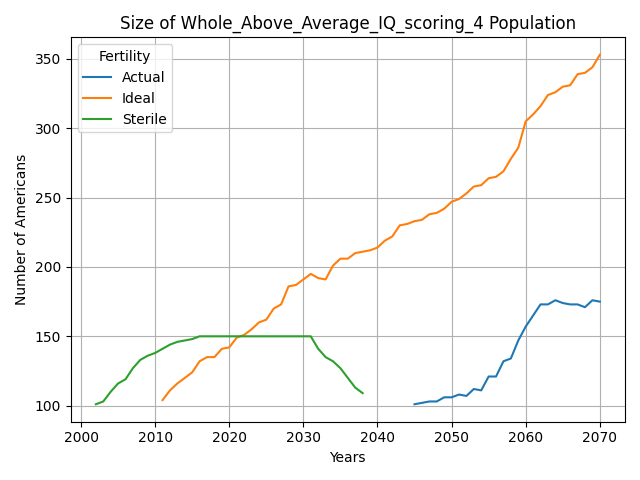 Size of Whole_Above_Average_IQ_scoring_4 Population
Fertility
Actual
Ideal
Sterile
Number of Americans
350
300
250
200
150
100
2000 2010 2020 2030 2040 2050 2060 2070
Years